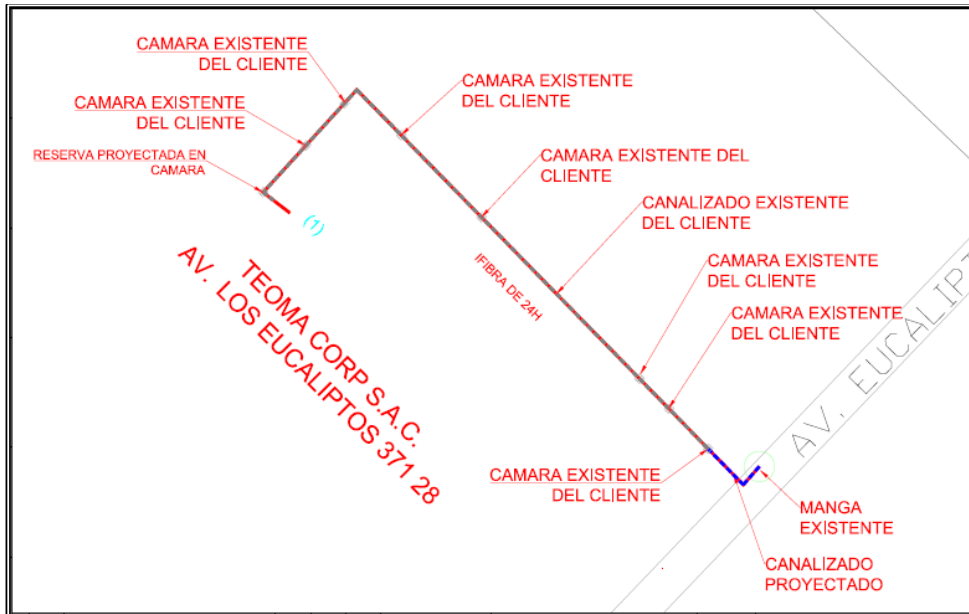 CAMARA EXISTENTE
DEL CLIENTE
CAMARA EXISTENTE
DEL CLIENTE
RESERVA PROYECTADA EN
CAMARA
(1)
CAMARA EXISTENTE
DEL CLIENTE
CAMARA EXISTENTE DEL
CLIENTE
CANALIZADO EXISTENTE
DEL CLIENTE
IFIBRA DE 24H
CAMARA EXISTENTE
DEL CLIENTE
CAMARA EXISTENTE
DEL CLIENTE
TEOMA CORP S.A.C.
AV. LOS EUCALIPTOS 371 28
AV. EUCALIPT
CAMARA EXISTENTE
DEL CLIENTE
MANGA
EXISTENTE
CANALIZADO
PROYECTADO